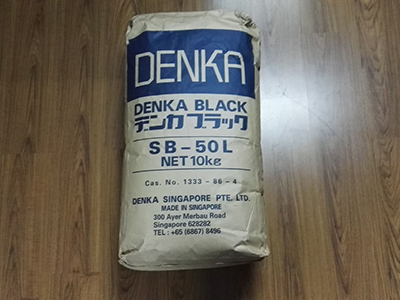 DENKA
DENKA BLACK
デンカブラック
SB-50L
NET 10kg
Cas. No. 1333-86-4
DENKA SINGAPORE PTE. LTD.
MADE IN SINGAPORE
300 Ayer Merbau Road
Singapore 628282
TEL : +65 (6867) 8496